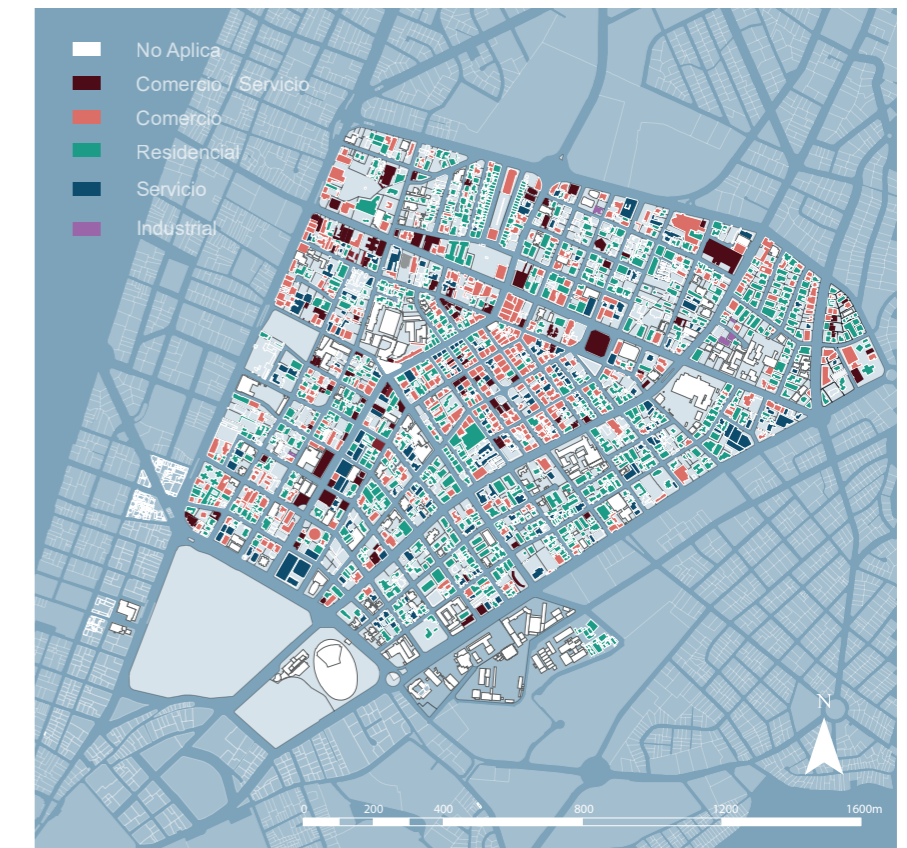 No Aplica
Comercio / Servicio
Comercio
Residencial
Servicio
Industrial
N
0 200 400 800 1200 1600m